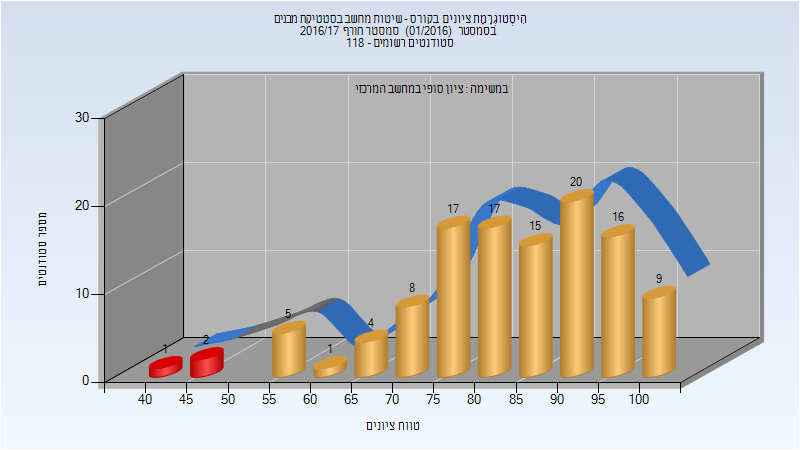 היסטוגרמת ציונים בקורס - שיטות מחשב בסטטיקת מבנים
בסמסטר (01/2016) סמסטר חורף 2016/17
סטודנטים רשומים - 118
במשימה : ציון סופי במחשב המרכזי
30
20
10
0
מספר סטודנטים
1
2
5
1
4
8
17
17
15
20
16
9
40 45 50 55 60 65 70 75 80 85 90 95 100
טווח ציונים